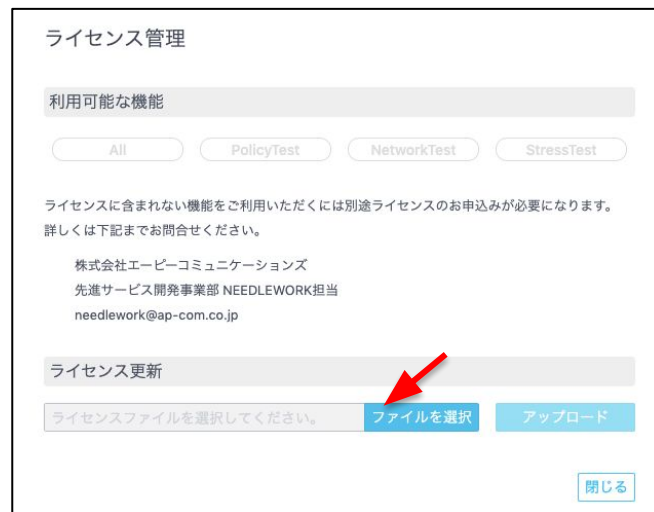 ライセンス管理
利用可能な機能
All PolicyTest NetworkTest StressTest
ライセンスに含まれない機能をご利用いただくには別途ライセンスのお申込みが必要になります。
詳しくは下記までお問合せください。
株式会社エーピーコミュニケーションズ
先進サービス開発事業部 NEEDLEWORK担当
needlework@ap-com.co.jp
ライセンス更新
ライセンスファイルを選択してください。 ファイルを選択 アップロード
閉じる